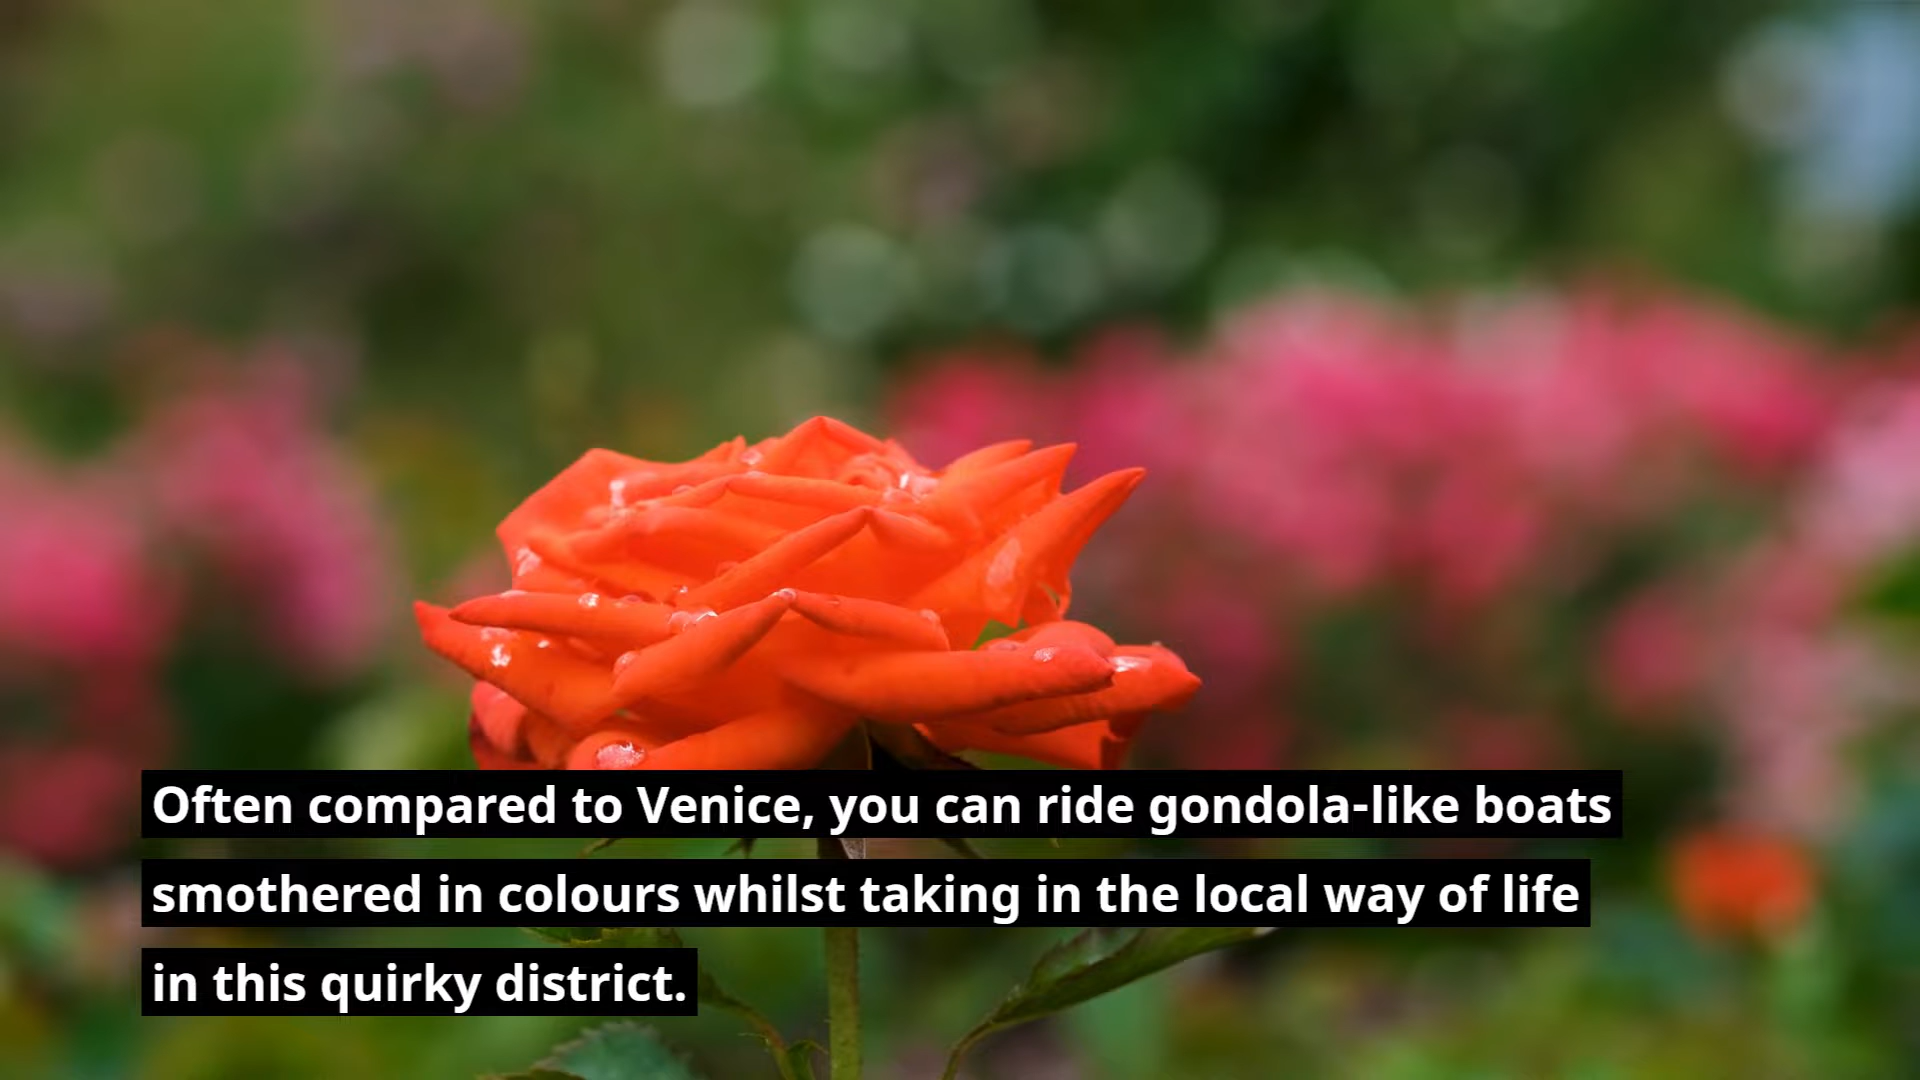 Often compared to Venice, you can ride gondola-like boats
smothered in colours whilst taking in the local way of life
in this quirky district.